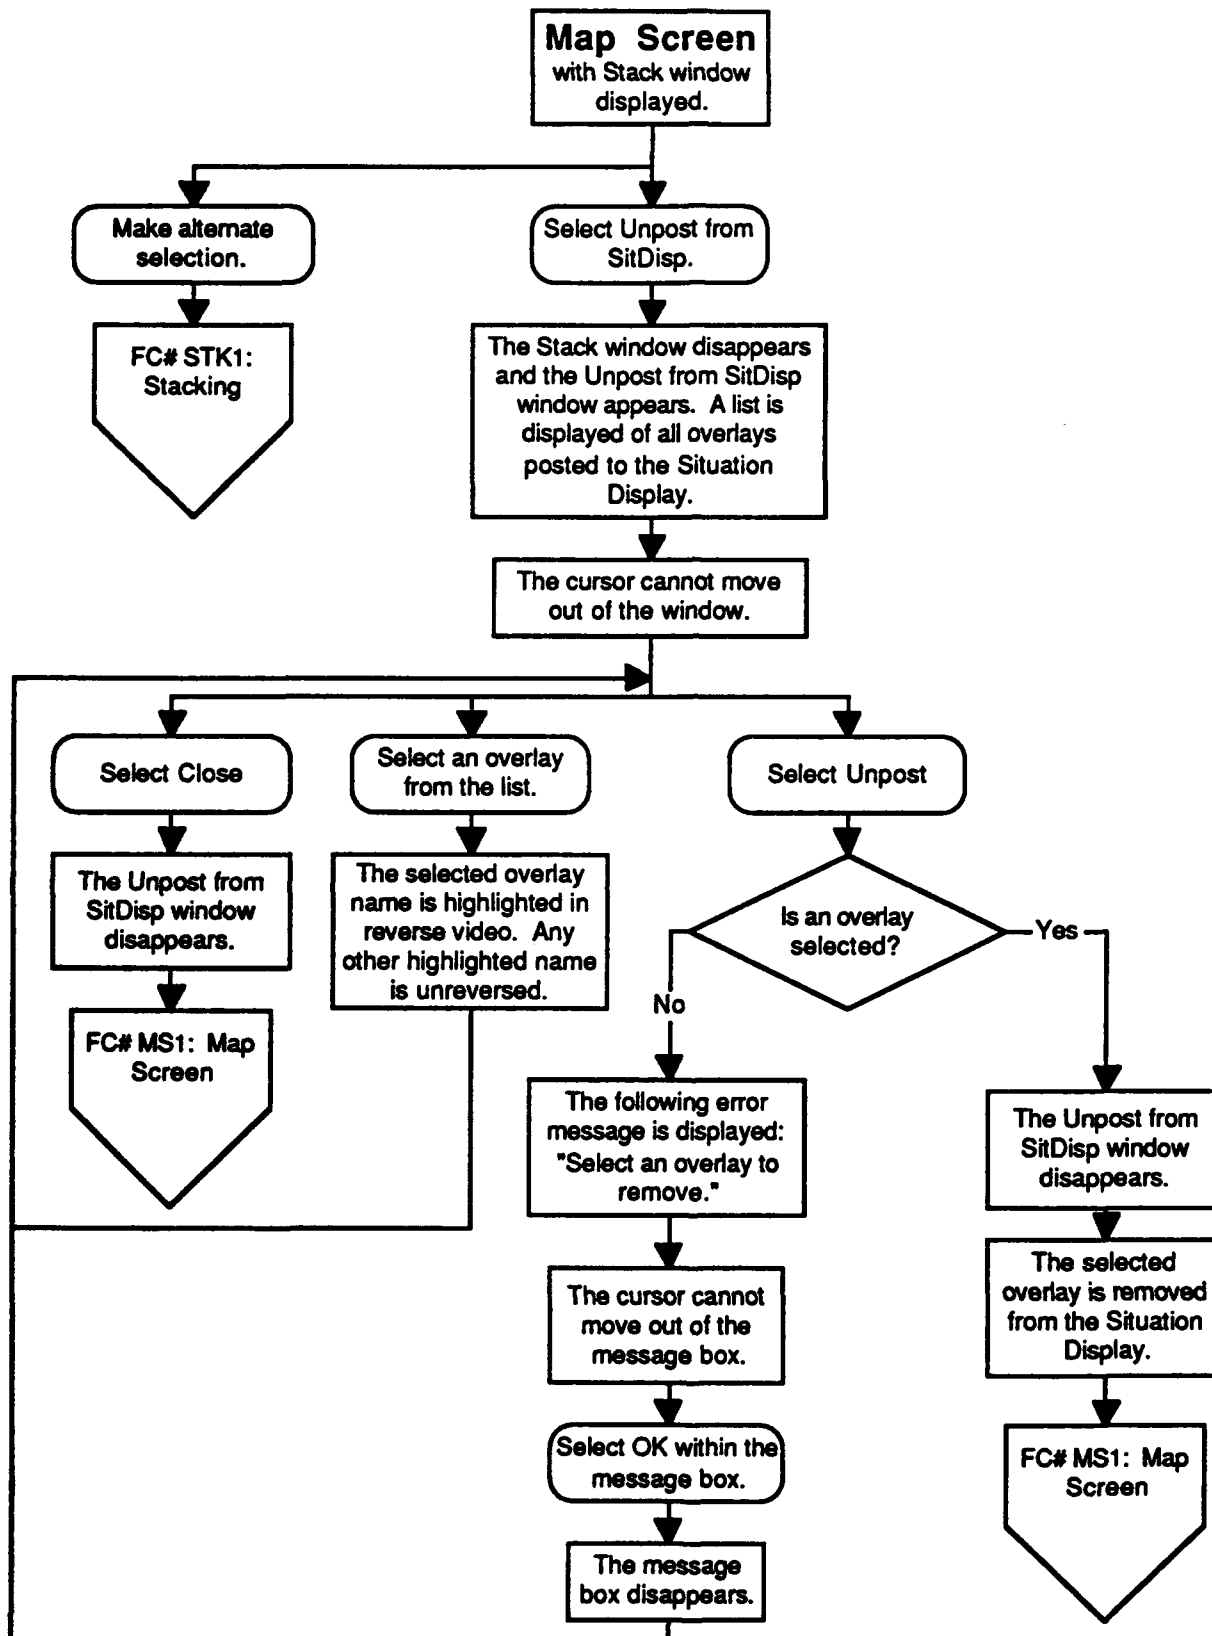 Map Screen
with Stack window
displayed.
Make alternate
selection.
Select Unpost from
SitDisp.
FC# STK1:
Stacking
The Stack window disappears
and the Unpost from SitDisp
window appears. A list is
displayed of all overlays
posted to the Situation
Display.
The cursor cannot move
out of the window.
Select Close
Select an overlay
from the list.
Select Unpost
The Unpost from
SitDisp window
disappears.
The selected overlay
name is highlighted in
reverse video. Any
other highlighted name
is unreversed.
Is an overlay
selected?
Yes
No
FC# MS1: Map
Screen
The following error
message is displayed:
"Select an overlay to
remove."
The Unpost from
SitDisp window
disappears.
The cursor cannot
move out of the
message box.
The selected
overlay is removed
from the Situation
Display.
Select OK within the
message box.
FC# MS1: Map
Screen
The message
box disappears.